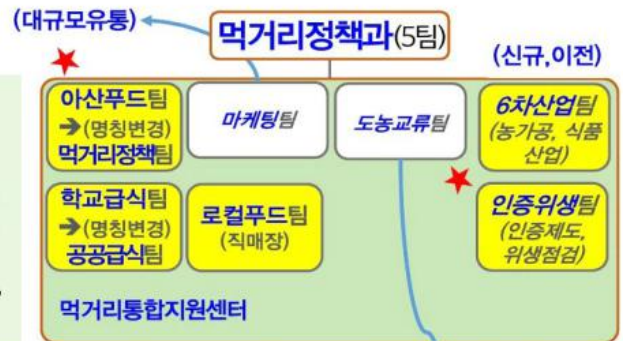 (대규모유통)
먹거리정책과(5팀)
(신규,이전)
아산푸드팀
➔(명칭변경)
먹거리정책팀
마케팅팀
도농교류팀
6차산업팀
(농가공, 식품
산업)
학교급식팀
➔(명칭변경)
공공급식팀
로컬푸드팀
(직매장)
인증위생팀
(인증제도,
위생점검)
먹거리통합지원센터